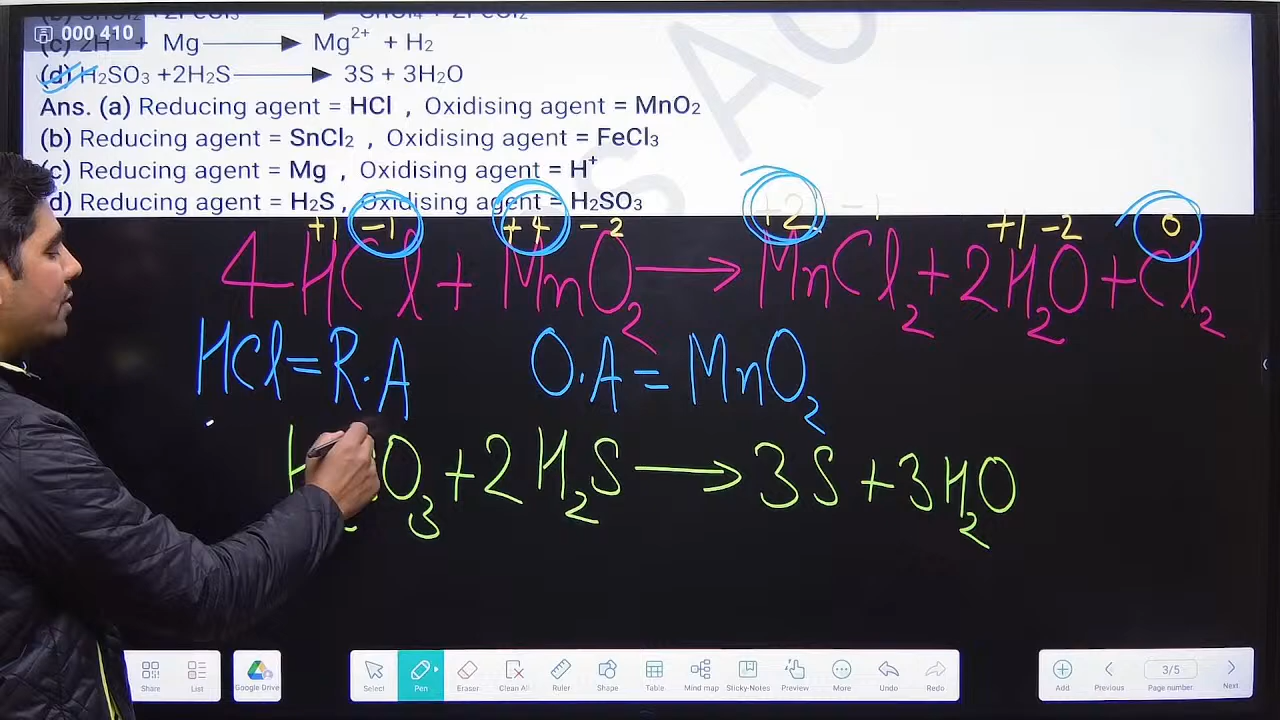 000 410
(c) 2H + Mg ⟶ Mg²⁺ + H₂
(d) H₂SO₃ +2H₂S ⟶ 3S + 3H₂O
Ans. (a) Reducing agent = HCl , Oxidising agent = MnO₂
(b) Reducing agent = SnCl₂ , Oxidising agent = FeCl₃
(c) Reducing agent = Mg , Oxidising agent = H⁺
d) Reducing agent = H₂S , Oxidising agent = H₂SO₃
+1 −1 +4 −2 +2 −1 +1 −2 0
4HCl + MnO₂ ⟶ MnCl₂ + 2H₂O + Cl₂
HCl = R.A O.A = MnO₂
H₂ O₃ + 2H₂S ⟶ 3S + 3H₂O
Share List Google Drive Select Pen Eraser Clean All Ruler Shape Table Mind map Sticky-Notes Preview More Undo Redo Add Previous 3/5 Page number Next